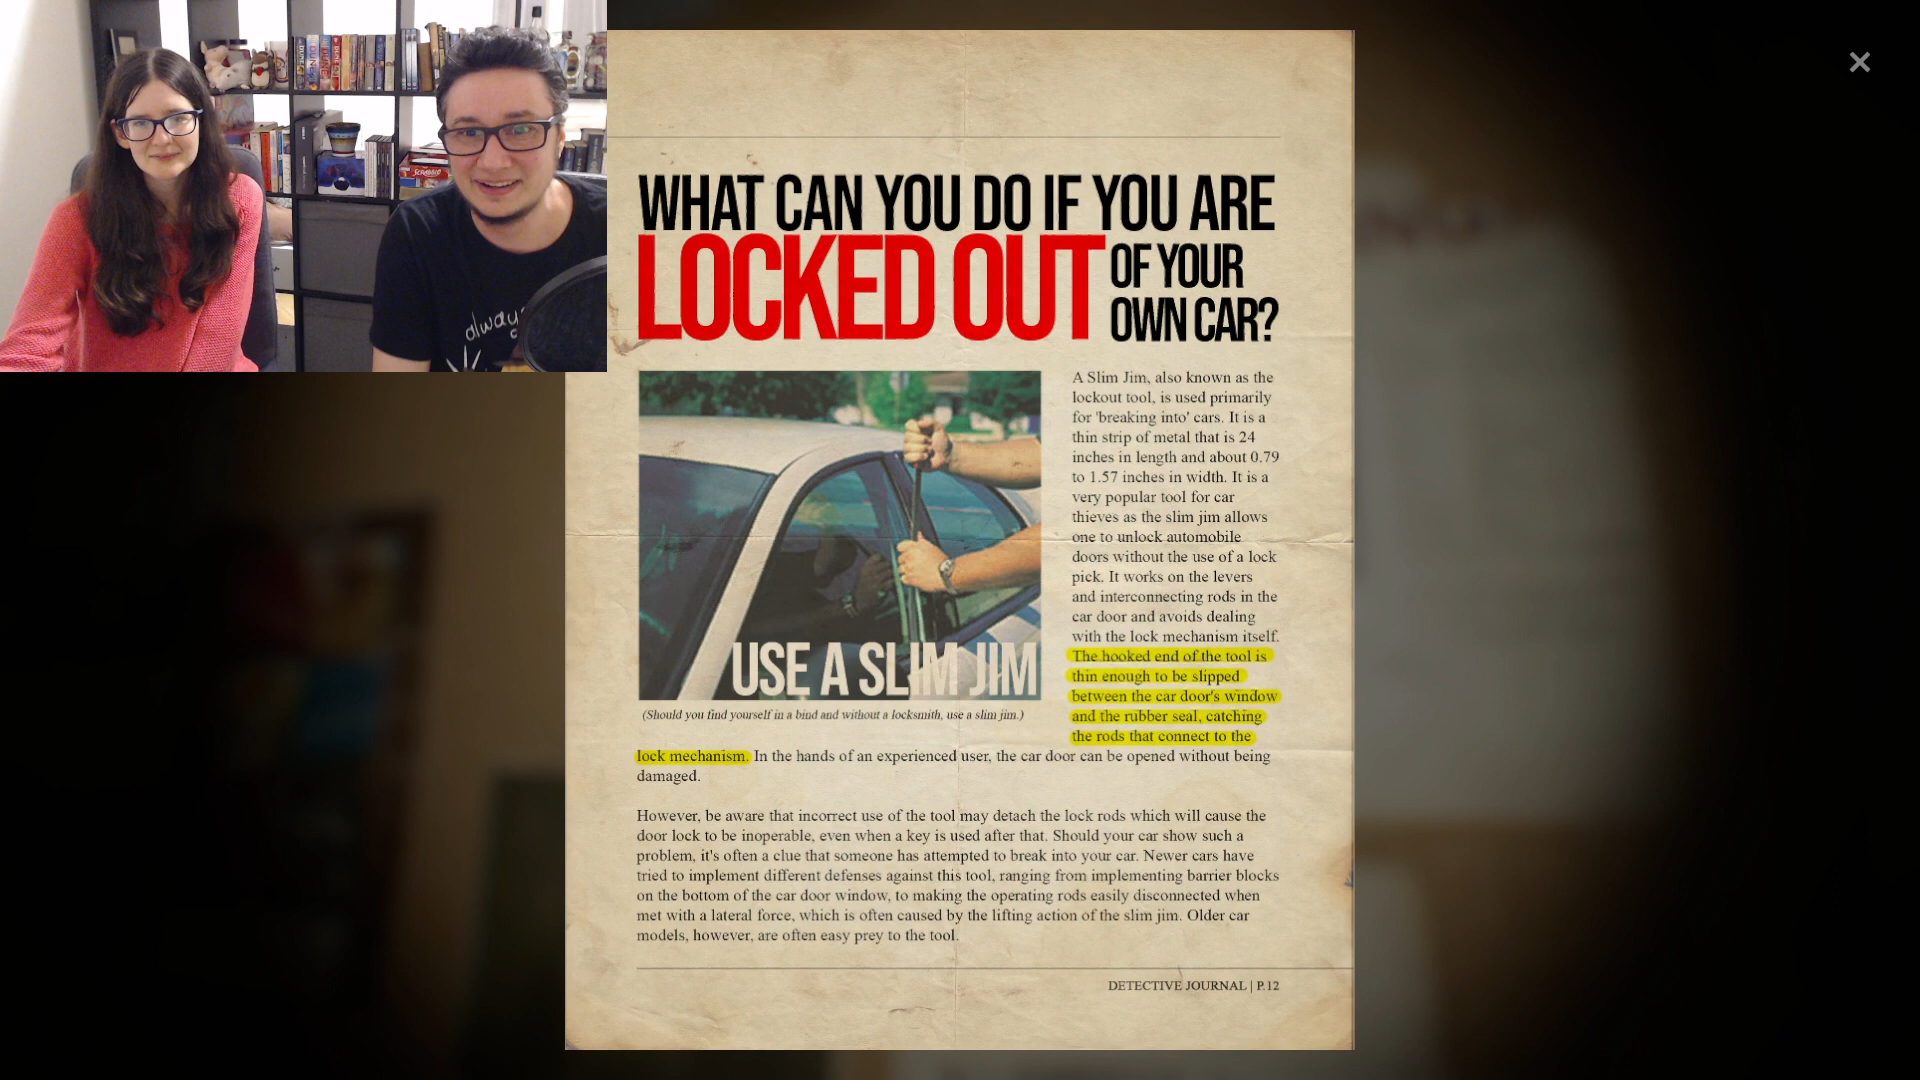 WHAT CAN YOU DO IF YOU ARE
LOCKED OUT OF YOUR
OWN CAR?
USE A SLIM JIM
(Should you find yourself in a bind and without a locksmith, use a slim jim.)
A Slim Jim, also known as the
lockout tool, is used primarily
for 'breaking into' cars. It is a
thin strip of metal that is 24
inches in length and about 0.79
to 1.57 inches in width. It is a
very popular tool for car
thieves as the slim jim allows
one to unlock automobile
doors without the use of a lock
pick. It works on the levers
and interconnecting rods in the
car door and avoids dealing
with the lock mechanism itself.
The hooked end of the tool is
thin enough to be slipped
between the car door's window
and the rubber seal, catching
the rods that connect to the
lock mechanism. In the hands of an experienced user, the car door can be opened without being
damaged.
However, be aware that incorrect use of the tool may detach the lock rods which will cause the
door lock to be inoperable, even when a key is used after that. Should your car show such a
problem, it's often a clue that someone has attempted to break into your car. Newer cars have
tried to implement different defenses against this tool, ranging from implementing barrier blocks
on the bottom of the car door window, to making the operating rods easily disconnected when
met with a lateral force, which is often caused by the lifting action of the slim jim. Older car
models, however, are often easy prey to the tool.
DETECTIVE JOURNAL | P.12
always
SCRABBLE
DUNE